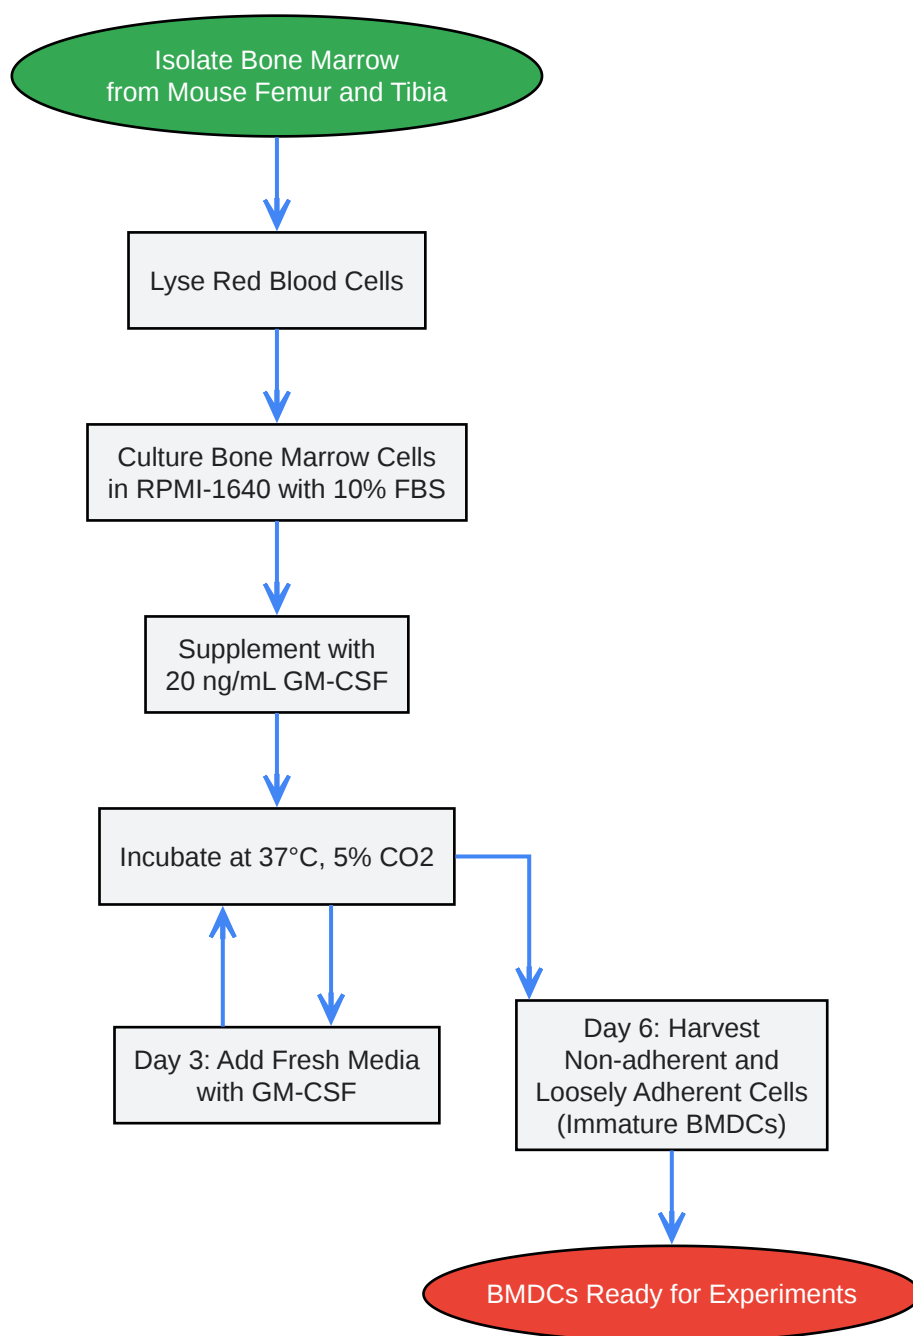 Isolate Bone Marrow
from Mouse Femur and Tibia
Lyse Red Blood Cells
Culture Bone Marrow Cells
in RPMI-1640 with 10% FBS
Supplement with
20 ng/mL GM-CSF
Incubate at 37°C, 5% CO2
Day 3: Add Fresh Media
with GM-CSF
Day 6: Harvest
Non-adherent and
Loosely Adherent Cells
(Immature BMDCs)
BMDCs Ready for Experiments